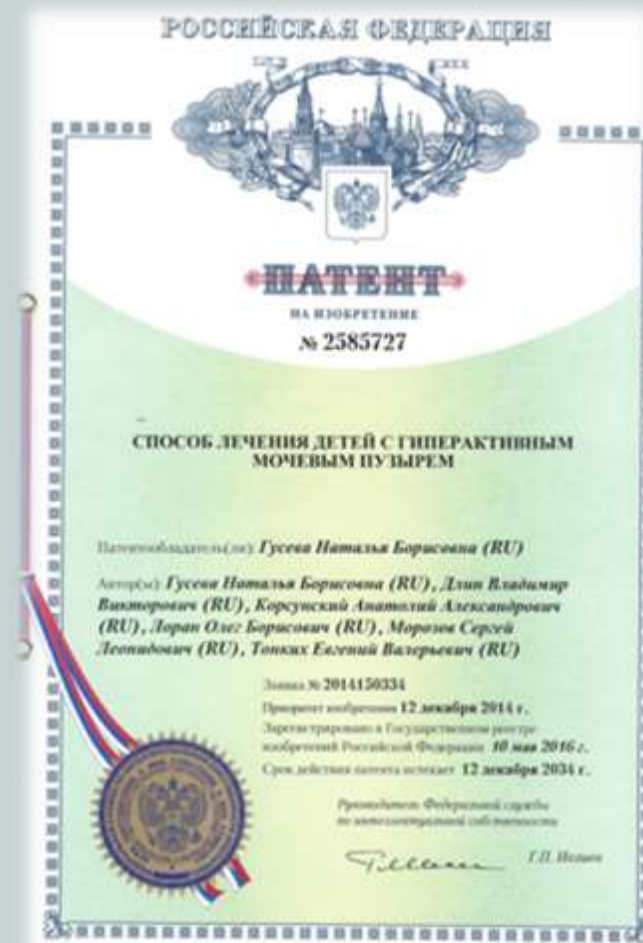 РОССИЙСКАЯ ФЕДЕРАЦИЯ
ПАТЕНТ
НА ИЗОБРЕТЕНИЕ
№ 2585727
СПОСОБ ЛЕЧЕНИЯ ДЕТЕЙ С ГИПЕРАКТИВНЫМ
МОЧЕВЫМ ПУЗЫРЕМ
Патентообладатель(ли): Гусева Наталья Борисовна (RU)
Автор(ы): Гусева Наталья Борисовна (RU), Длин Владимир
Викторович (RU), Корсунский Анатолий Александрович
(RU), Лоран Олег Борисович (RU), Морозов Сергей
Леонидович (RU), Тонких Евгений Валерьевич (RU)
Заявка № 2014150334
Приоритет изобретения 12 декабря 2014 г.
Зарегистрировано в Государственном реестре
изобретений Российской Федерации 10 мая 2016 г.
Срок действия патента истекает 12 декабря 2034 г.
Руководитель Федеральной службы
по интеллектуальной собственности
Г.П. Ивлиев